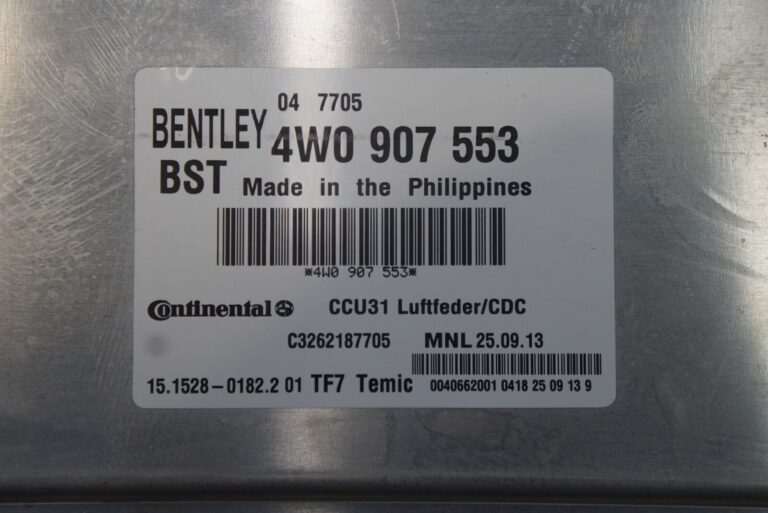 04 7705
BENTLEY 4W0 907 553
BST Made in the Philippines
*4W0 907 553*
Continental CCU31 Luftfeder/CDC
C3262187705 MNL 25.09.13
15.1528-0182.2 01 TF7 Temic 0040662001 0418 25 09 13 9